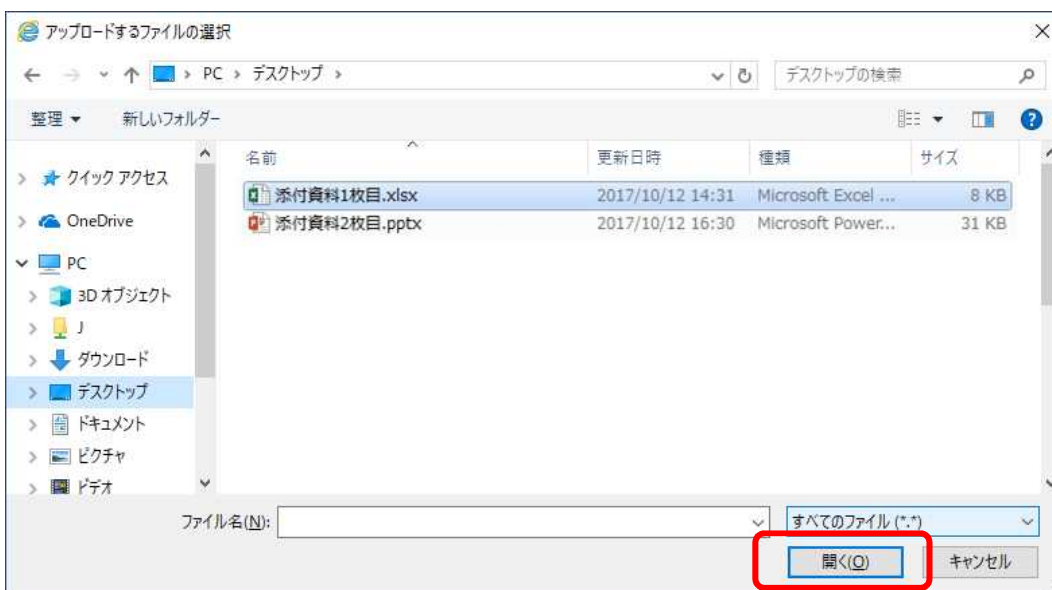 アップロードするファイルの選択
PC > デスクトップ >
デスクトップの検索
整理 新しいフォルダー
名前 更新日時 種類 サイズ
クイック アクセス
添付資料1枚目.xlsx 2017/10/12 14:31 Microsoft Excel ... 8 KB
OneDrive
添付資料2枚目.pptx 2017/10/12 16:30 Microsoft Power... 31 KB
PC
3D オブジェクト
J
ダウンロード
デスクトップ
ドキュメント
ピクチャ
ビデオ
ファイル名(N): すべてのファイル (*.*)
開く(O) キャンセル